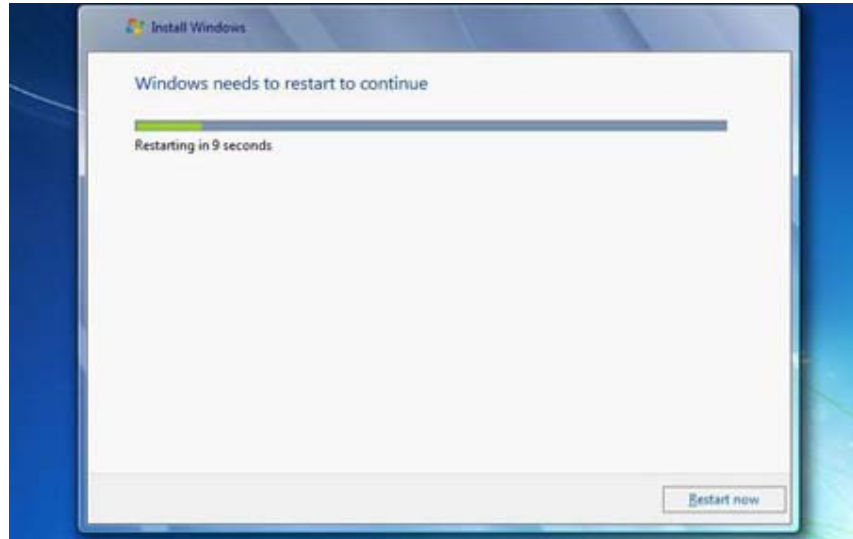 Install Windows
Windows needs to restart to continue
Restarting in 9 seconds
Restart now